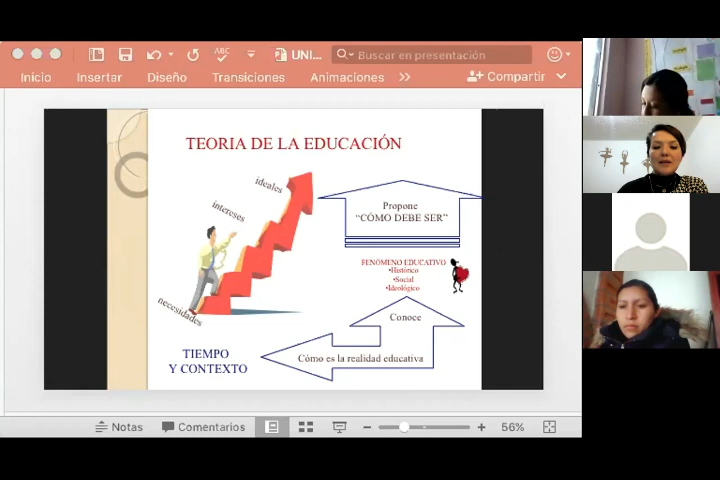 UNI...
Buscar en presentación
ABC
Inicio
Insertar
Diseño
Transiciones
Animaciones
Compartir
TEORIA DE LA EDUCACIÓN
ideales
intereses
necesidades
Propone
“CÓMO DEBE SER”
FENOMENO EDUCATIVO
•Histórico
•Social
•Ideológico
Conoce
Cómo es la realidad educativa
TIEMPO
Y CONTEXTO
Notas
Comentarios
56%